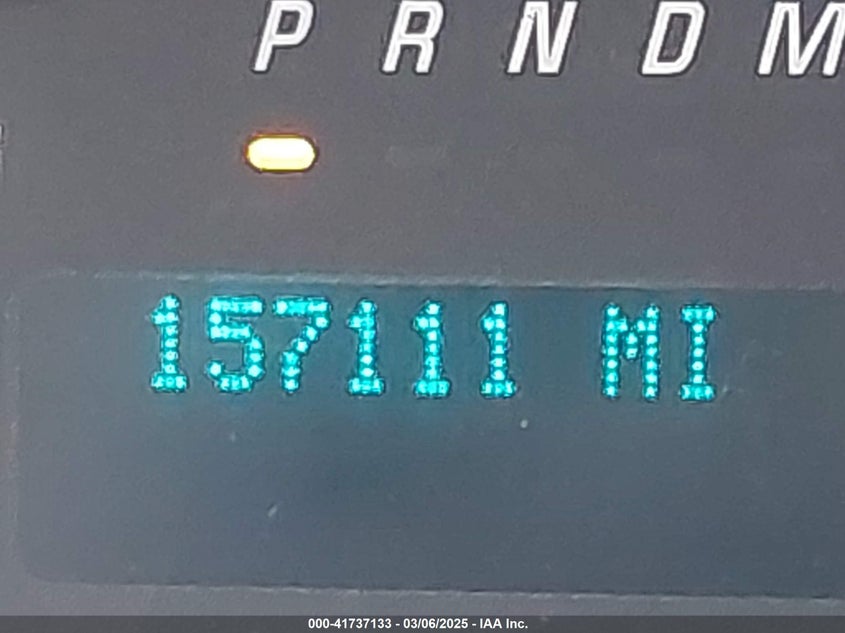 P R N D M
157111 MI
000-41737133 - 03/06/2025 - IAA Inc.